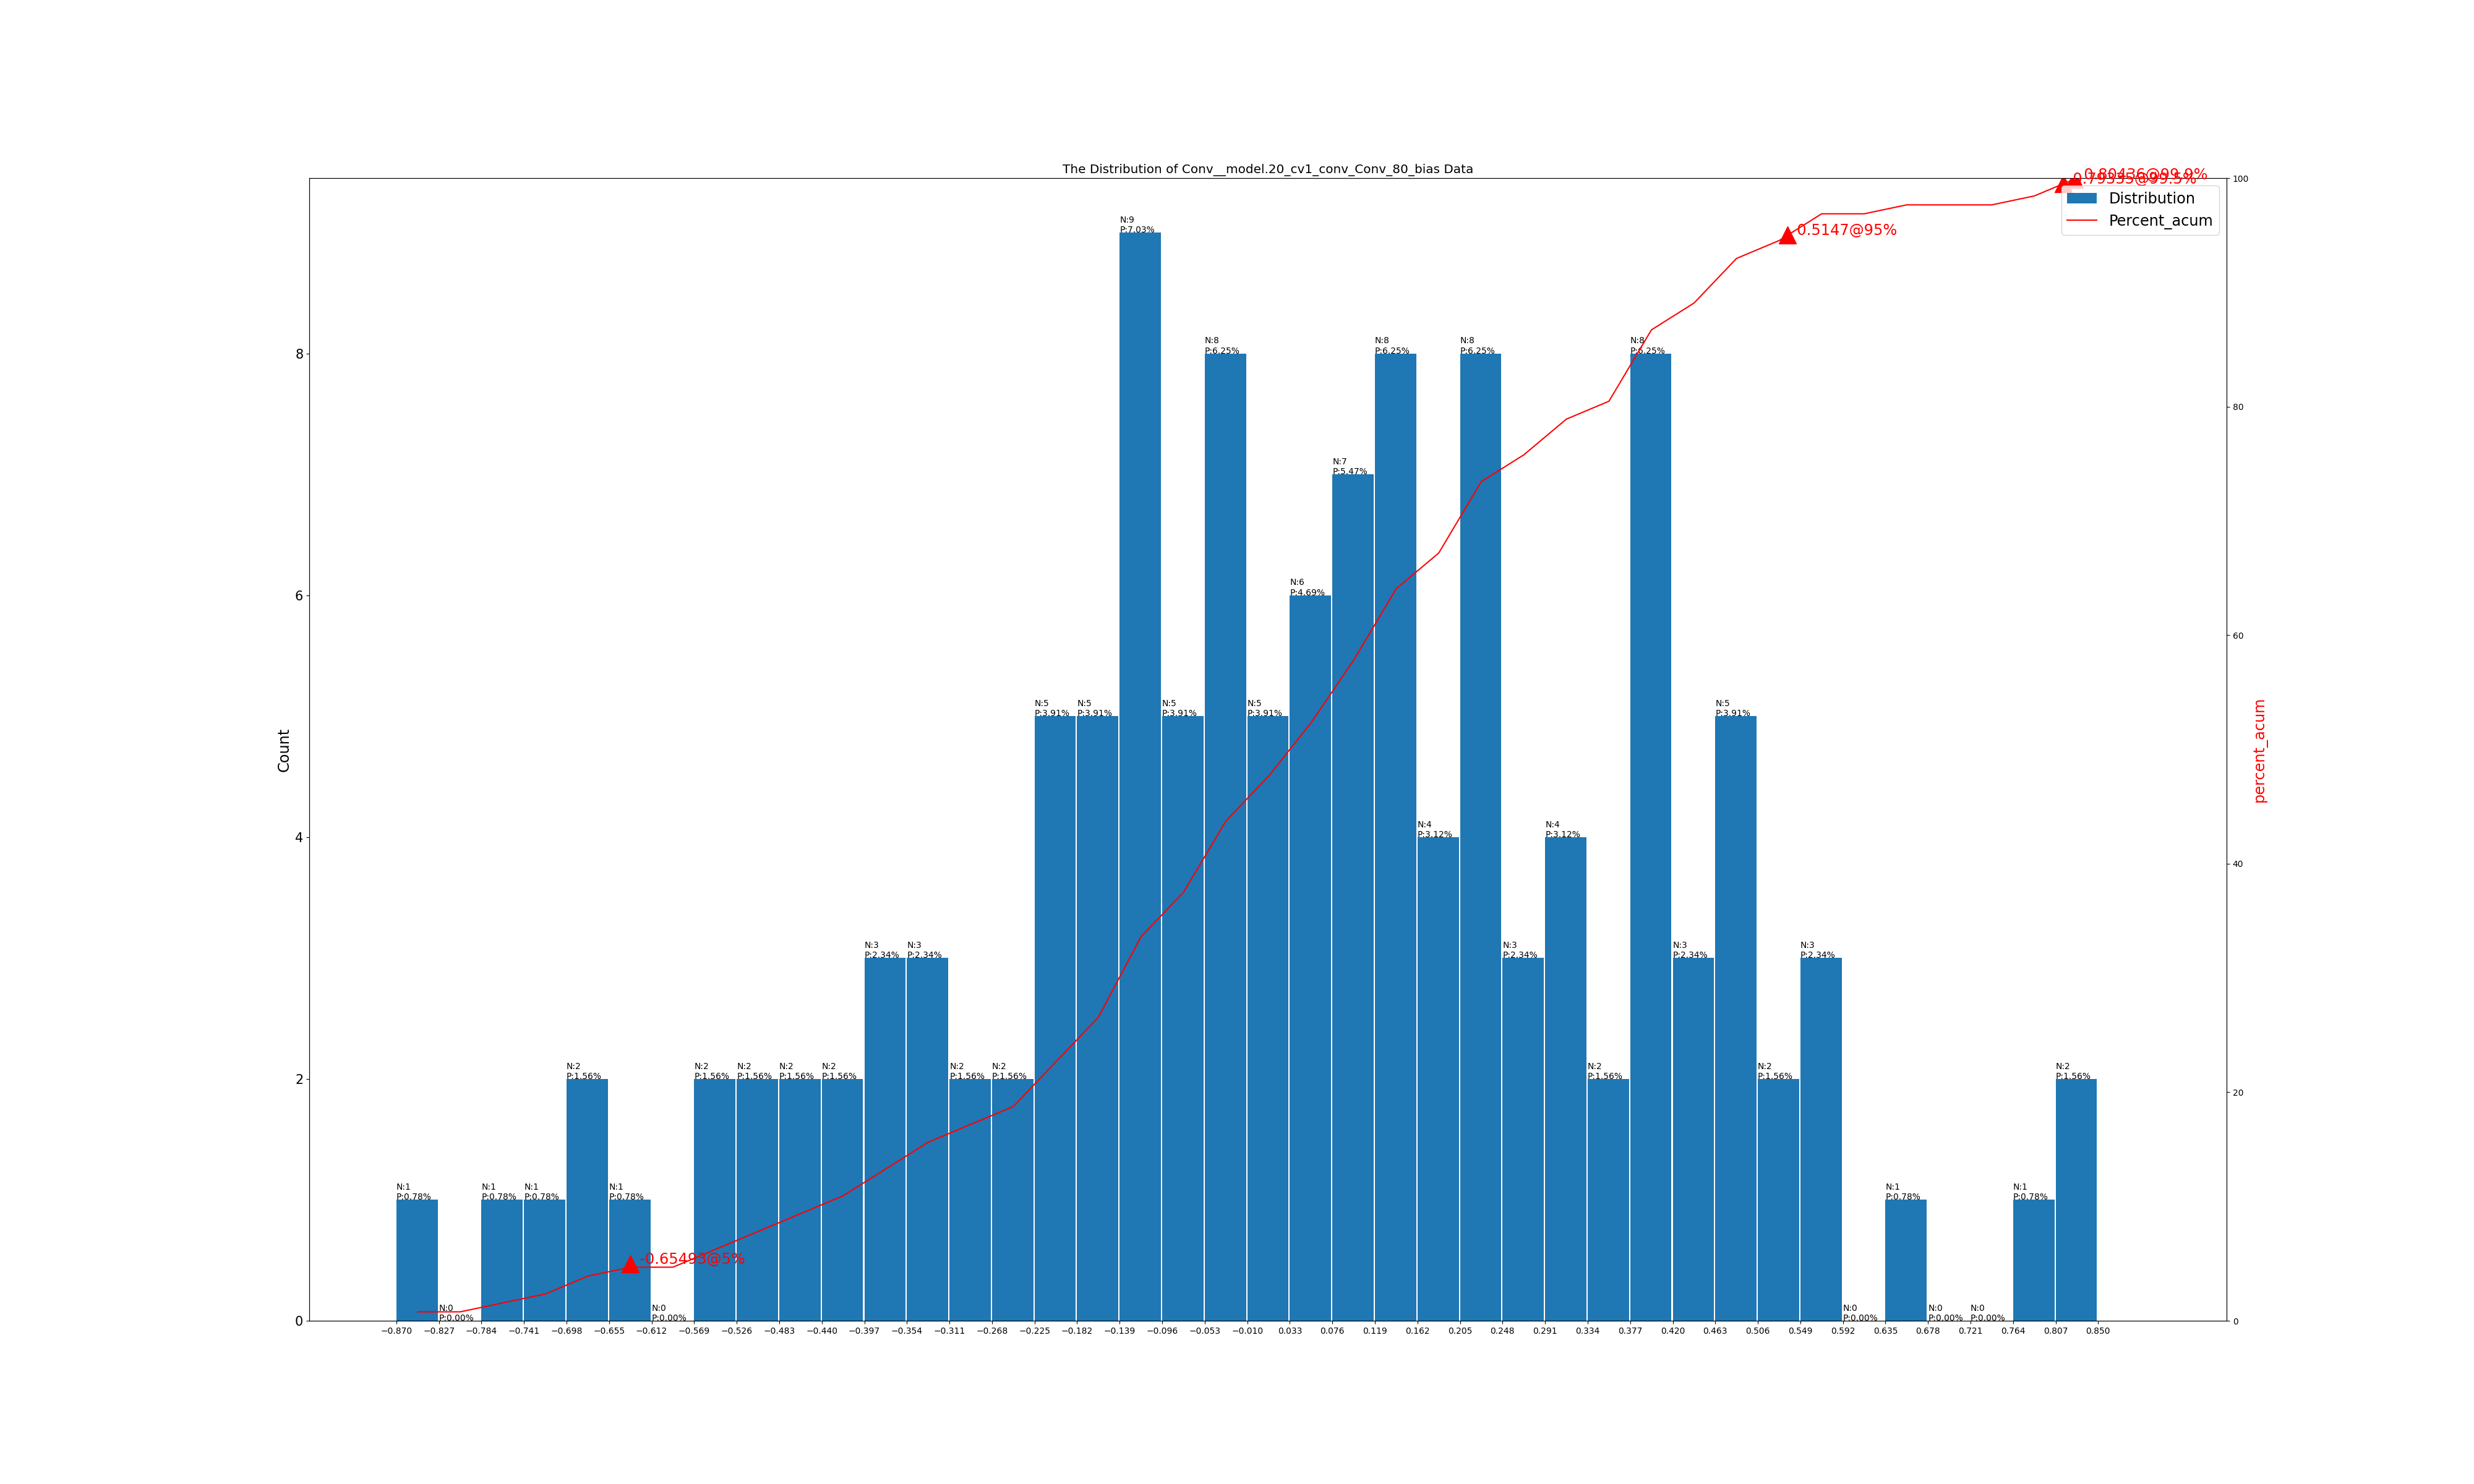 The Distribution of Conv__model.20_cv1_conv_Conv_80_bias Data
0.80436@99.9%
0.79335@99.5%
Distribution
Percent_acum
0.5147@95%
-0.65493@5%
N:1
P:0.78%
N:0
P:0.00%
N:1
P:0.78%
N:1
P:0.78%
N:2
P:1.56%
N:1
P:0.78%
N:0
P:0.00%
N:2
P:1.56%
N:2
P:1.56%
N:2
P:1.56%
N:2
P:1.56%
N:3
P:2.34%
N:3
P:2.34%
N:2
P:1.56%
N:2
P:1.56%
N:5
P:3.91%
N:5
P:3.91%
N:9
P:7.03%
N:5
P:3.91%
N:8
P:6.25%
N:5
P:3.91%
N:6
P:4.69%
N:7
P:5.47%
N:8
P:6.25%
N:4
P:3.12%
N:8
P:6.25%
N:3
P:2.34%
N:4
P:3.12%
N:2
P:1.56%
N:8
P:6.25%
N:3
P:2.34%
N:5
P:3.91%
N:2
P:1.56%
N:3
P:2.34%
N:0
P:0.00%
N:1
P:0.78%
N:0
P:0.00%
N:0
P:0.00%
N:1
P:0.78%
N:2
P:1.56%
Count
8
6
4
2
0
percent_acum
100
80
60
40
20
0
−0.870 −0.827 −0.784 −0.741 −0.698 −0.655 −0.612 −0.569 −0.526 −0.483 −0.440 −0.397 −0.354 −0.311 −0.268 −0.225 −0.182 −0.139 −0.096 −0.053 −0.010 0.033 0.076 0.119 0.162 0.205 0.248 0.291 0.334 0.377 0.420 0.463 0.506 0.549 0.592 0.635 0.678 0.721 0.764 0.807 0.850